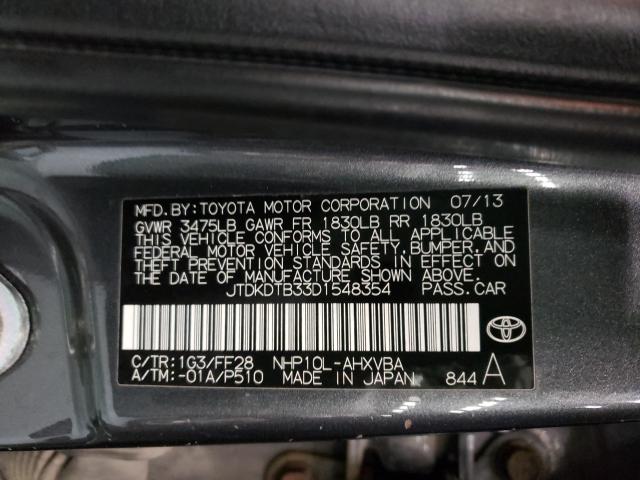 MFD.BY:TOYOTA MOTOR CORPORATION 07/13
GVWR 3475LB GAWR FR 1830LB RR 1830LB
THIS VEHICLE CONFORMS TO ALL APPLICABLE
FEDERAL MOTOR VEHICLE SAFETY, BUMPER, AND
THEFT PREVENTION STANDARDS IN EFFECT ON
THE DATE OF MANUFACTURE SHOWN ABOVE.
JTDKDTB33D1548354 PASS.CAR
C/TR:1G3/FF28 NHP10L-AHXVBA
A/TM:-01A/P510 MADE IN JAPAN 844 A